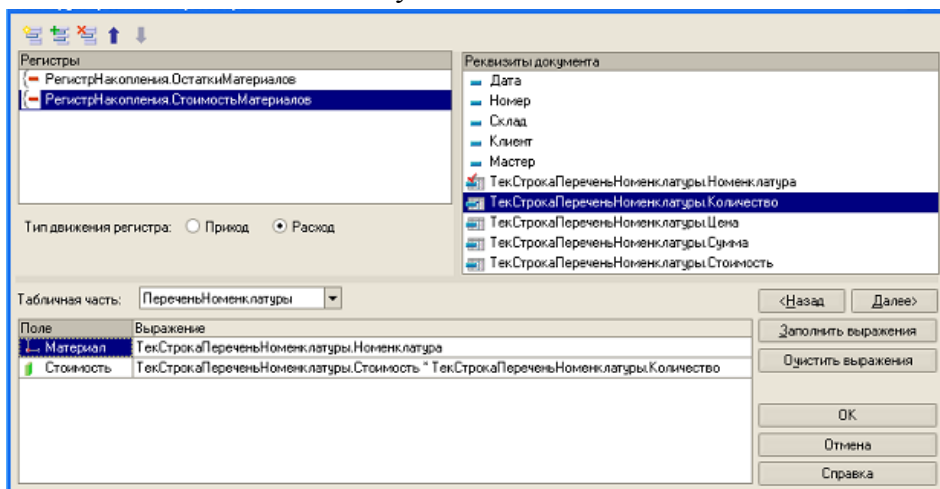 Регистры
РегистрНакопления.ОстаткиМатериалов
РегистрНакопления.СтоимостьМатериалов
Тип движения регистра: Приход Расход
Реквизиты документа
Дата
Номер
Склад
Клиент
Мастер
ТекСтрокаПереченьНоменклатуры.Номенклатура
ТекСтрокаПереченьНоменклатуры.Количество
ТекСтрокаПереченьНоменклатуры.Цена
ТекСтрокаПереченьНоменклатуры.Сумма
ТекСтрокаПереченьНоменклатуры.Стоимость
Табличная часть: ПереченьНоменклатуры
Поле Выражение
Материал ТекСтрокаПереченьНоменклатуры.Номенклатура
Стоимость ТекСтрокаПереченьНоменклатуры.Стоимость * ТекСтрокаПереченьНоменклатуры.Количество
<Назад Далее>
Заполнить выражения
Очистить выражения
OK
Отмена
Справка